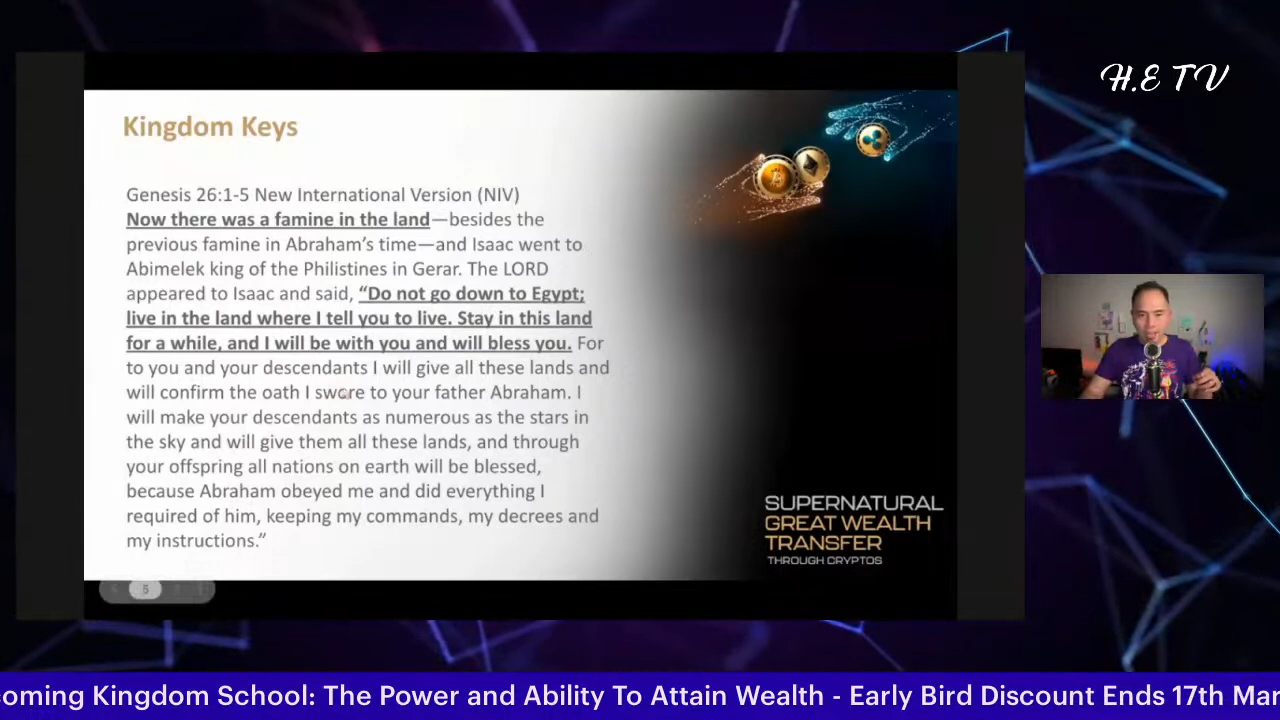 H.E TV
Kingdom Keys
Genesis 26:1-5 New International Version (NIV)
Now there was a famine in the land—besides the
previous famine in Abraham’s time—and Isaac went to
Abimelek king of the Philistines in Gerar. The LORD
appeared to Isaac and said, “Do not go down to Egypt;
live in the land where I tell you to live. Stay in this land
for a while, and I will be with you and will bless you. For
to you and your descendants I will give all these lands and
will confirm the oath I swore to your father Abraham. I
will make your descendants as numerous as the stars in
the sky and will give them all these lands, and through
your offspring all nations on earth will be blessed,
because Abraham obeyed me and did everything I
required of him, keeping my commands, my decrees and
my instructions.”
SUPERNATURAL
GREAT WEALTH
TRANSFER
THROUGH CRYPTOS
5
coming Kingdom School: The Power and Ability To Attain Wealth - Early Bird Discount Ends 17th Mar